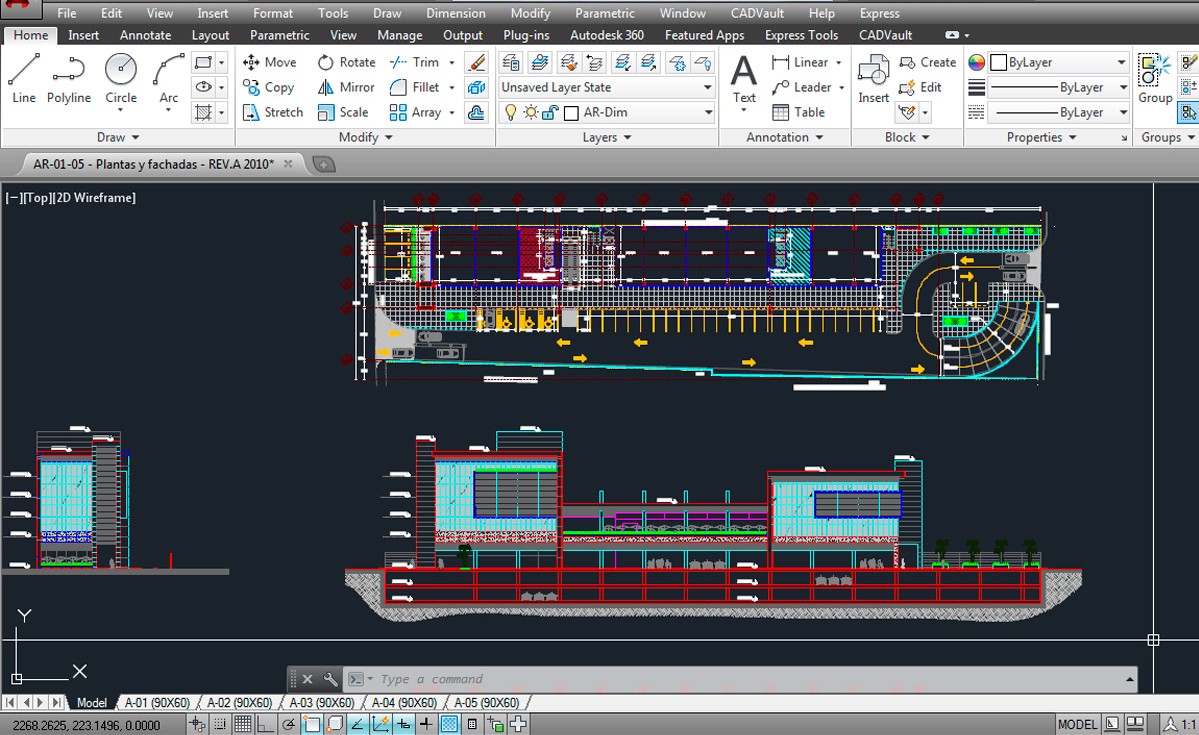 File Edit View Insert Format Tools Draw Dimension Modify Parametric Window CADVault Help Express
Home Insert Annotate Layout Parametric View Manage Output Plug-ins Autodesk 360 Featured Apps Express Tools CADVault
Line Polyline Circle Arc
Move Rotate Trim
Copy Mirror Fillet
Stretch Scale Array
Unsaved Layer State
AR-Dim
Text Linear
Leader
Table
Insert Create
Edit
ByLayer
ByLayer
ByLayer
Group
Draw Modify Layers Annotation Block Properties Groups
AR-01-05 - Plantas y fachadas - REV.A 2010*
[−][Top][2D Wireframe]
Y
X
Type a command
Model A-01 (90X60) A-02 (90X60) A-03 (90X60) A-04 (90X60) A-05 (90X60)
2268.2625, 223.1496, 0.0000 MODEL 1:1